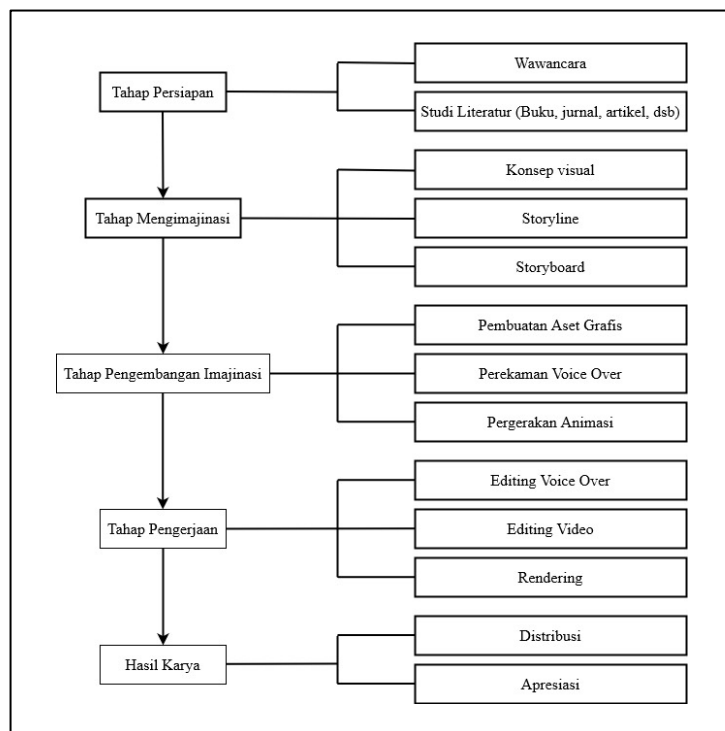 Tahap Persiapan
Wawancara
Studi Literatur (Buku, jurnal, artikel, dsb)
Tahap Mengimajinasi
Konsep visual
Storyline
Storyboard
Tahap Pengembangan Imajinasi
Pembuatan Aset Grafis
Perekaman Voice Over
Pergerakan Animasi
Tahap Pengerjaan
Editing Voice Over
Editing Video
Rendering
Hasil Karya
Distribusi
Apresiasi